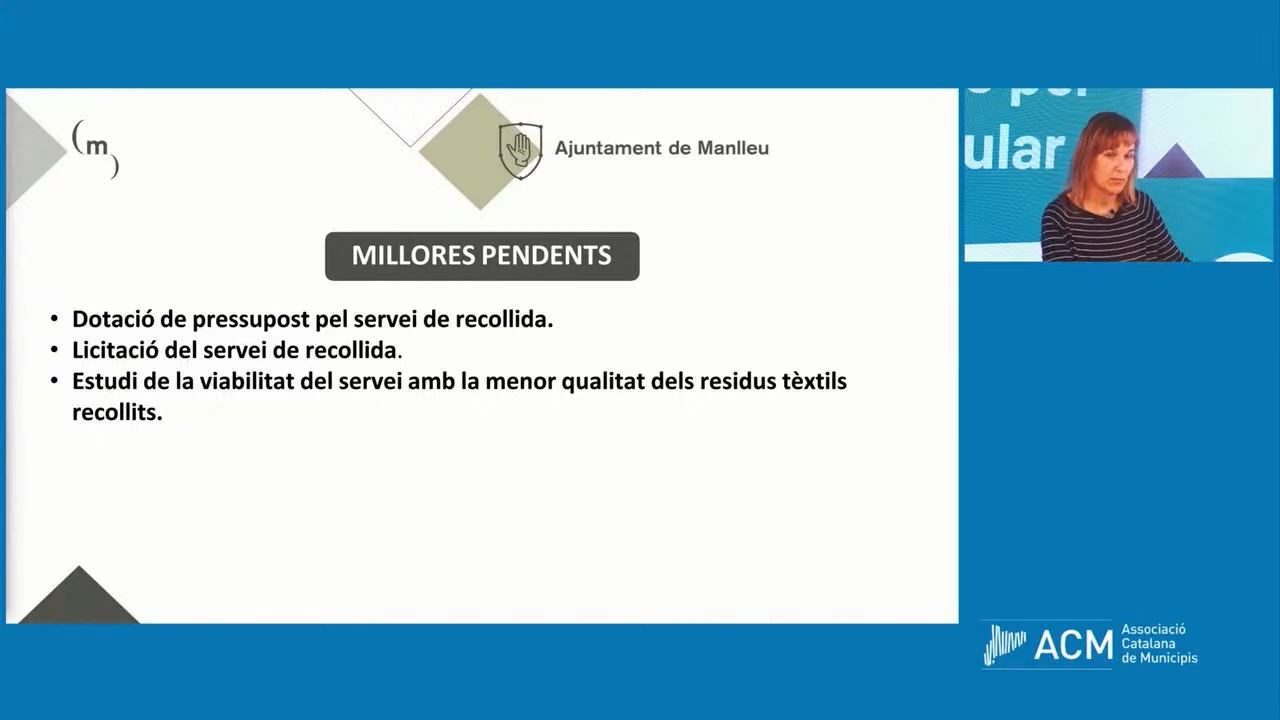 (m)
Ajuntament de Manlleu
MILLORES PENDENTS
• Dotació de pressupost pel servei de recollida.
• Licitació del servei de recollida.
• Estudi de la viabilitat del servei amb la menor qualitat dels residus tèxtils
recollits.
ular
ACM
Associació
Catalana
de Municipis